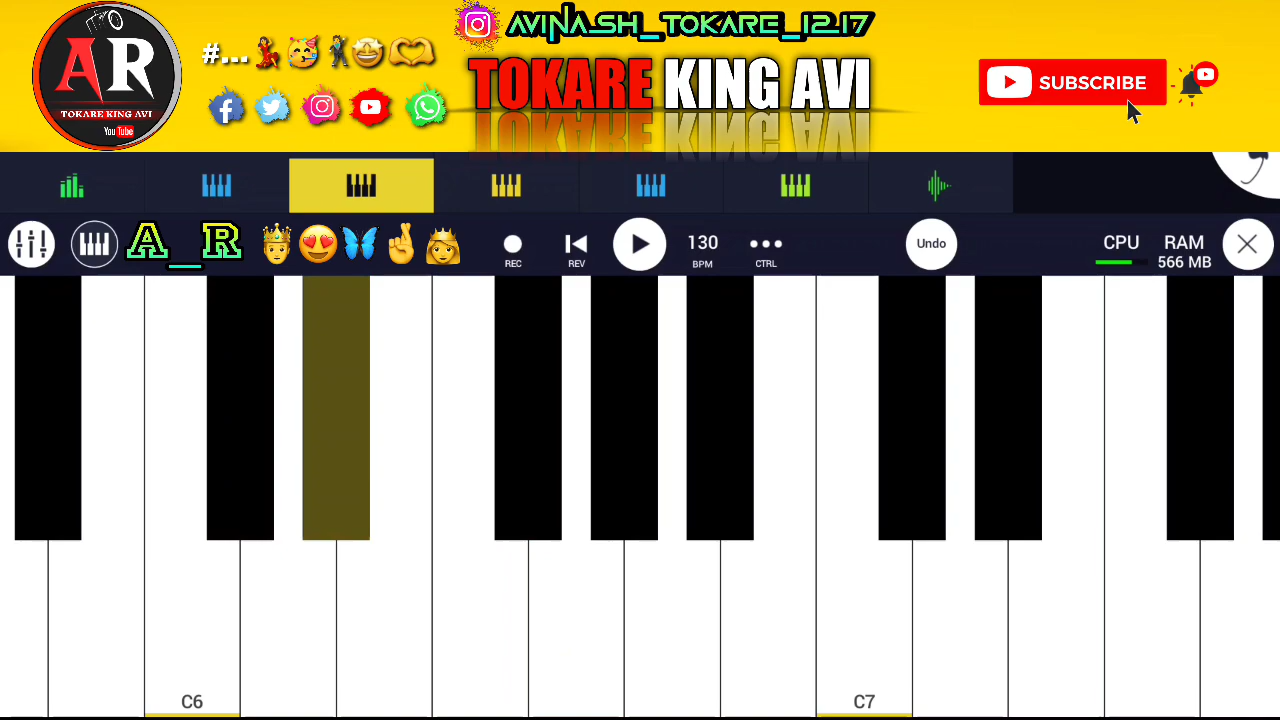 AVINASH_TOKARE_12.17
#...
AR
TOKARE KING AVI
YouTube
TOKARE KING AVI
SUBSCRIBE
A_R
REC
REV
130
BPM
CTRL
Undo
CPU
RAM
566 MB
C6
C7